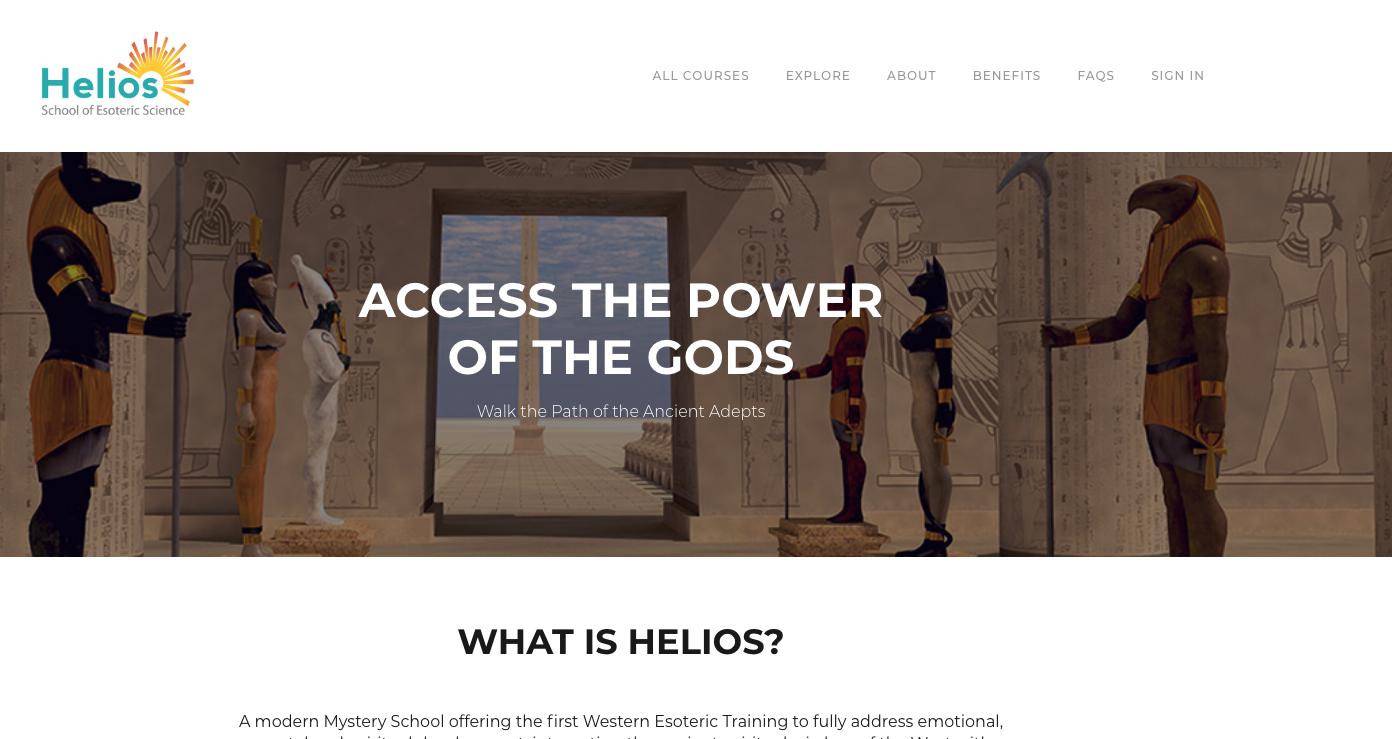 Helios
School of Esoteric Science
ALL COURSES EXPLORE ABOUT BENEFITS FAQS SIGN IN
ACCESS THE POWER
OF THE GODS
Walk the Path of the Ancient Adepts
WHAT IS HELIOS?
A modern Mystery School offering the first Western Esoteric Training to fully address emotional,